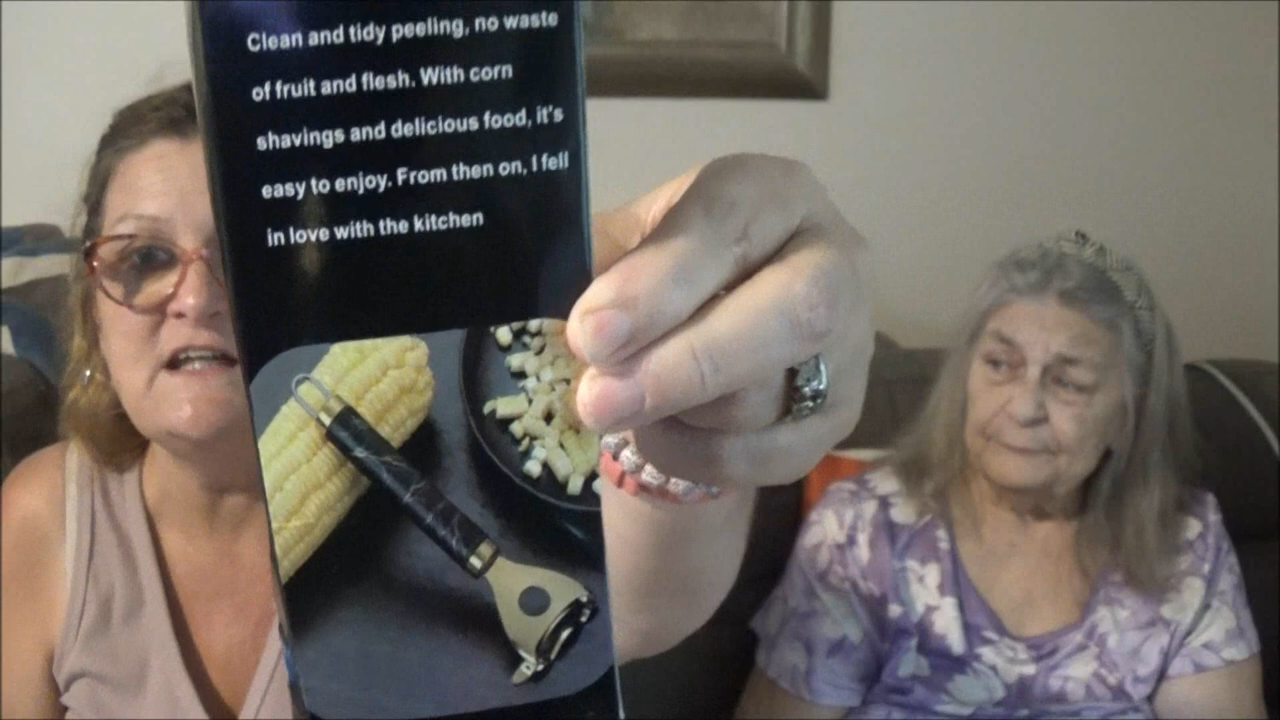 Clean and tidy peeling, no waste
of fruit and flesh. With corn
shavings and delicious food, it's
easy to enjoy. From then on, I fell
in love with the kitchen